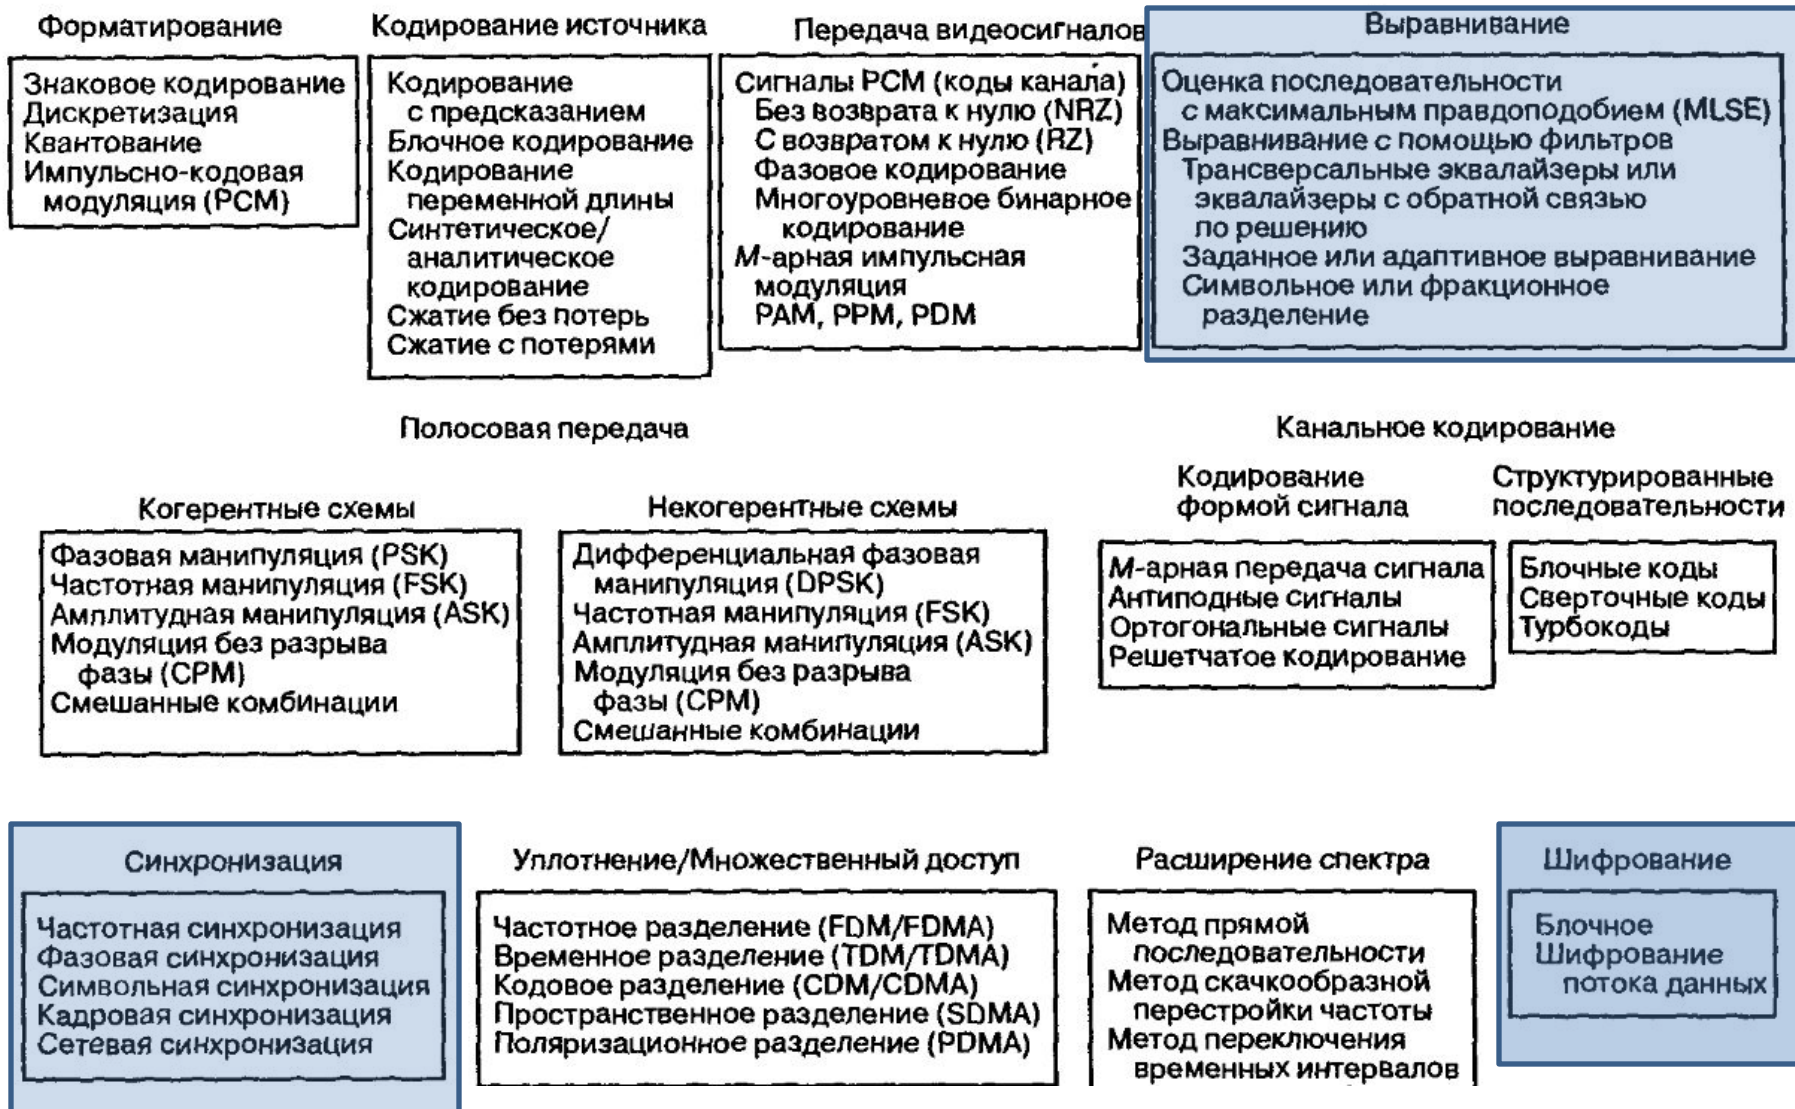 Форматирование
Знаковое кодирование
Дискретизация
Квантование
Импульсно-кодовая
модуляция (PCM)
Кодирование источника
Кодирование
с предсказанием
Блочное кодирование
Кодирование
переменной длины
Синтетическое/
аналитическое
кодирование
Сжатие без потерь
Сжатие с потерями
Передача видеосигналов
Сигналы PCM (коды канала)
Без возврата к нулю (NRZ)
С возвратом к нулю (RZ)
Фазовое кодирование
Многоуровневое бинарное
кодирование
М-арная импульсная
модуляция
PAM, PPM, PDM
Выравнивание
Оценка последовательности
с максимальным правдоподобием (MLSE)
Выравнивание с помощью фильтров
Трансверсальные эквалайзеры или
эквалайзеры с обратной связью
по решению
Заданное или адаптивное выравнивание
Символьное или фракционное
разделение
Полосовая передача
Когерентные схемы
Фазовая манипуляция (PSK)
Частотная манипуляция (FSK)
Амплитудная манипуляция (ASK)
Модуляция без разрыва
фазы (CPM)
Смешанные комбинации
Некогерентные схемы
Дифференциальная фазовая
манипуляция (DPSK)
Частотная манипуляция (FSK)
Амплитудная манипуляция (ASK)
Модуляция без разрыва
фазы (CPM)
Смешанные комбинации
Канальное кодирование
Кодирование
формой сигнала
М-арная передача сигнала
Антиподные сигналы
Ортогональные сигналы
Решетчатое кодирование
Структурированные
последовательности
Блочные коды
Сверточные коды
Турбокоды
Синхронизация
Частотная синхронизация
Фазовая синхронизация
Символьная синхронизация
Кадровая синхронизация
Сетевая синхронизация
Уплотнение/Множественный доступ
Частотное разделение (FDM/FDMA)
Временное разделение (TDM/TDMA)
Кодовое разделение (CDM/CDMA)
Пространственное разделение (SDMA)
Поляризационное разделение (PDMA)
Расширение спектра
Метод прямой
последовательности
Метод скачкообразной
перестройки частоты
Метод переключения
временных интервалов
Шифрование
Блочное
Шифрование
потока данных